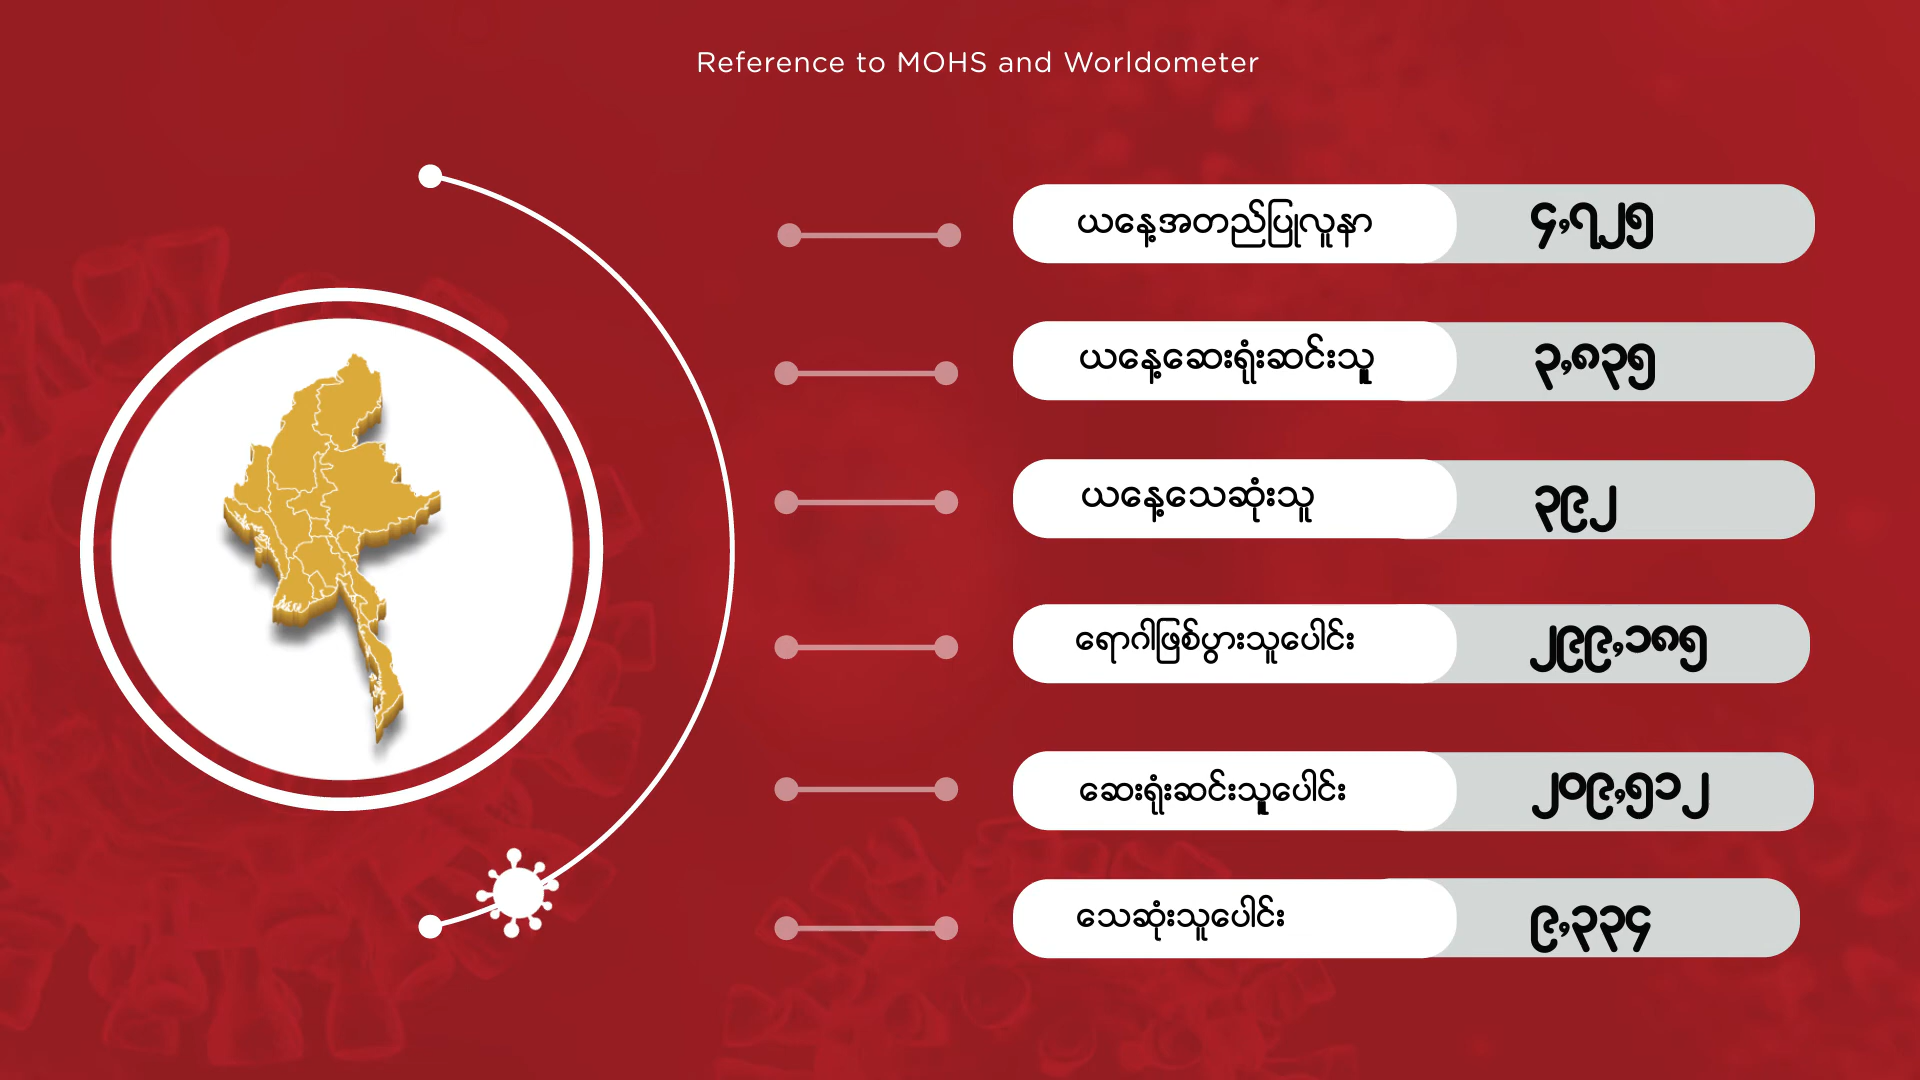 Reference to MOHS and Worldometer
ယနေ့အတည်ပြုလူနာ ၄,၇၂၅
ယနေ့ဆေးရုံးဆင်းသူ ၃,၈၃၅
ယနေ့သေဆုံးသူ ၃၉၂
ရောဂါဖြစ်ပွားသူပေါင်း ၂၉၉,၁၈၅
ဆေးရုံးဆင်းသူပေါင်း ၂၀၉,၅၁၂
သေဆုံးသူပေါင်း ၉,၃၃၄